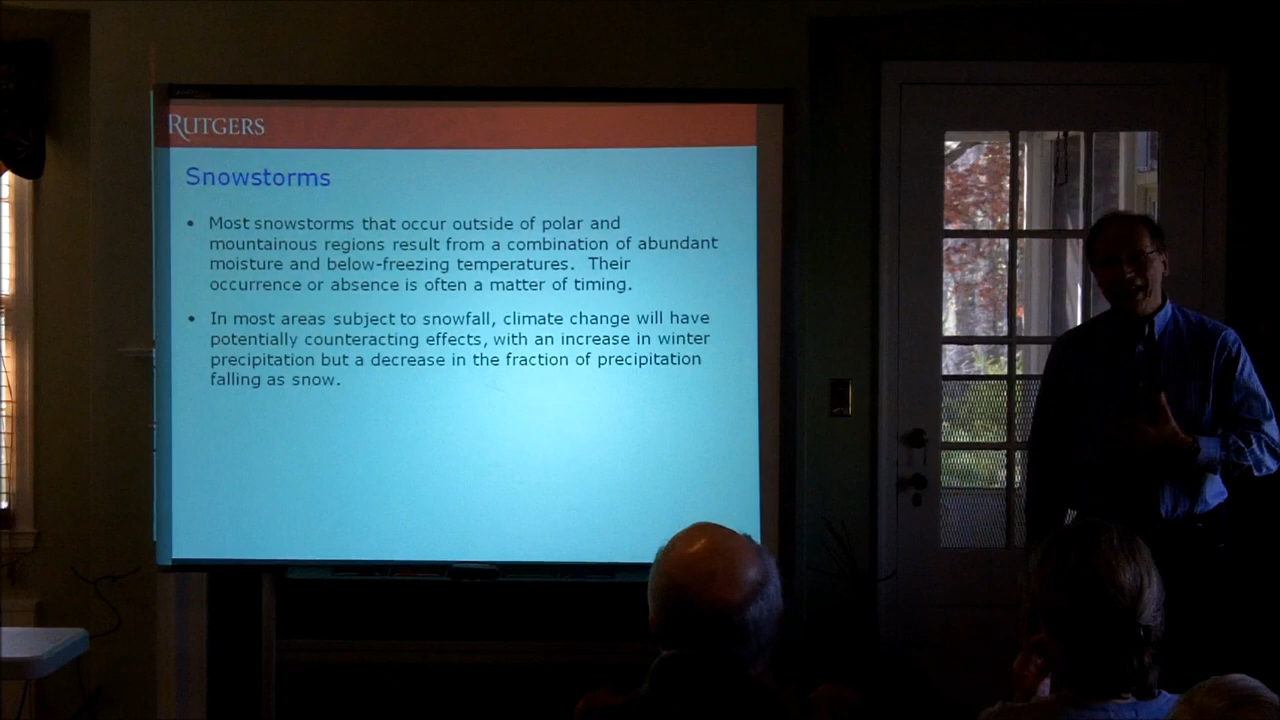 RUTGERS
Snowstorms
• Most snowstorms that occur outside of polar and
mountainous regions result from a combination of abundant
moisture and below-freezing temperatures. Their
occurrence or absence is often a matter of timing.
• In most areas subject to snowfall, climate change will have
potentially counteracting effects, with an increase in winter
precipitation but a decrease in the fraction of precipitation
falling as snow.